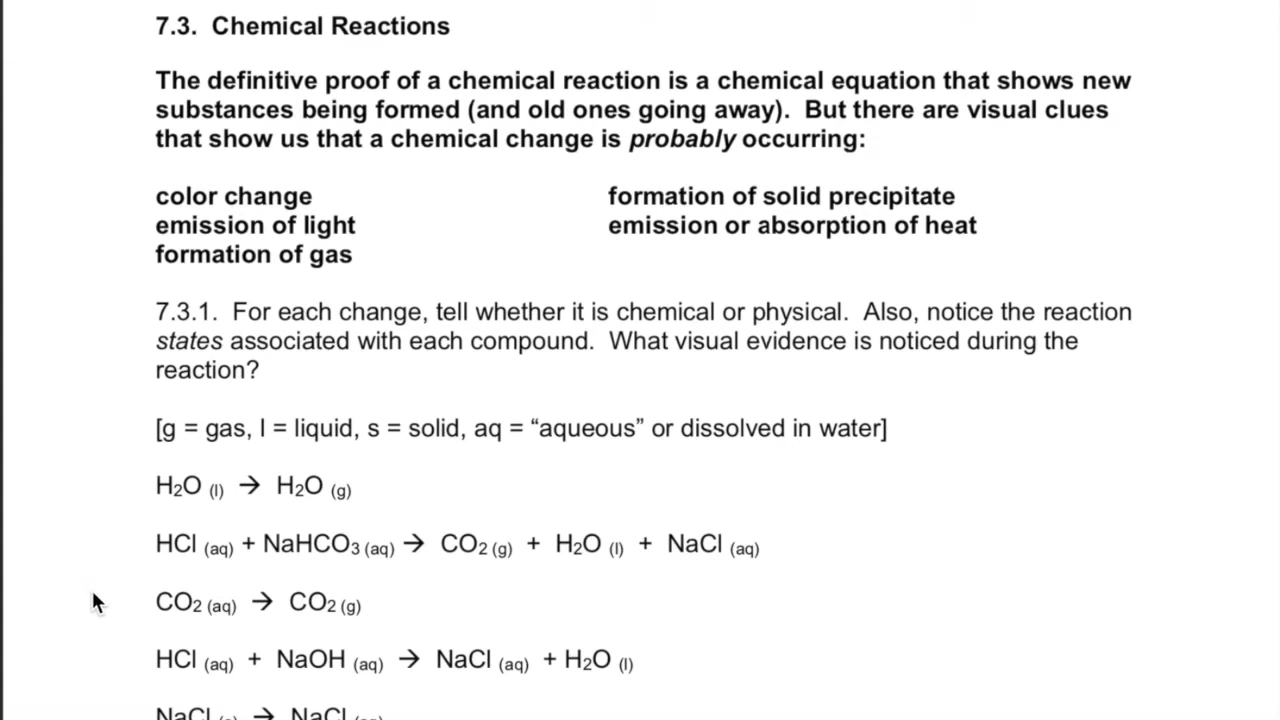 7.3.  Chemical Reactions
The definitive proof of a chemical reaction is a chemical equation that shows new
substances being formed (and old ones going away).  But there are visual clues
that show us that a chemical change is probably occurring:
color change formation of solid precipitate
emission of light emission or absorption of heat
formation of gas
7.3.1.  For each change, tell whether it is chemical or physical.  Also, notice the reaction
states associated with each compound.  What visual evidence is noticed during the
reaction?
[g = gas, l = liquid, s = solid, aq = “aqueous” or dissolved in water]
H₂O (l) → H₂O (g)
HCl (aq) + NaHCO₃ (aq) → CO₂ (g) + H₂O (l) + NaCl (aq)
CO₂ (aq) → CO₂ (g)
HCl (aq) + NaOH (aq) → NaCl (aq) + H₂O (l)
NaCl → NaCl